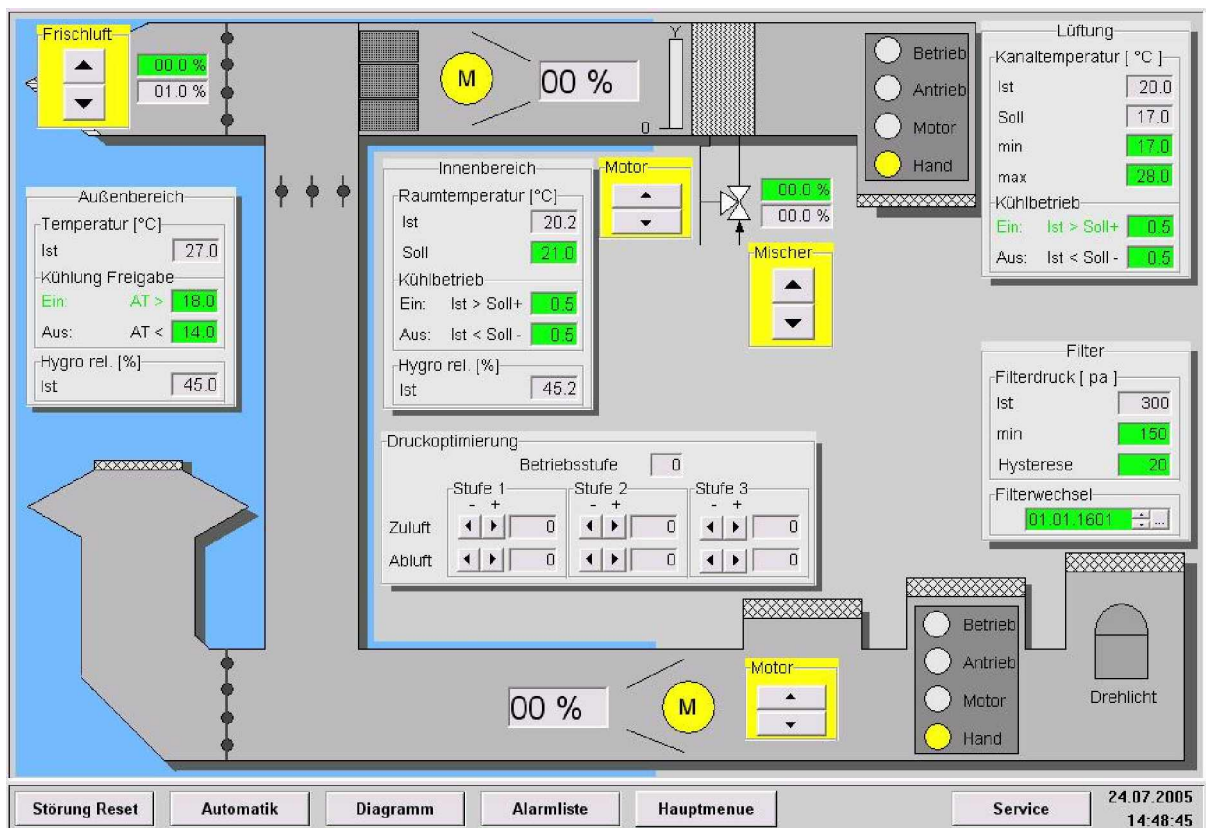 Frischluft
00.0 %
01.0 %
M
00 %
Y
0
Betrieb
Antrieb
Motor
Hand
Lüftung
Kanaltemperatur [ °C ]
Ist 20.0
Soll 17.0
min 17.0
max 28.0
Kühlbetrieb
Ein: Ist > Soll+ 0.5
Aus: Ist < Soll - 0.5
Außenbereich
Temperatur [°C]
Ist 27.0
Kühlung Freigabe
Ein: AT > 18.0
Aus: AT < 14.0
Hygro rel. [%]
Ist 45.0
Innenbereich
Raumtemperatur [°C]
Ist 20.2
Soll 21.0
Kühlbetrieb
Ein: Ist > Soll+ 0.5
Aus: Ist < Soll - 0.5
Hygro rel. [%]
Ist 45.2
Motor
00.0 %
00.0 %
Mischer
Filter
Filterdruck [ pa ]
Ist 300
min 150
Hysterese 20
Filterwechsel
01.01.1601 ...
Druckoptimierung
Betriebsstufe 0
Stufe 1 Stufe 2 Stufe 3
- + - + - +
Zuluft 0 0 0
Abluft 0 0 0
00 %
M
Motor
Betrieb
Antrieb
Motor
Hand
Drehlicht
Störung Reset Automatik Diagramm Alarmliste Hauptmenue Service
24.07.2005
14:48:45